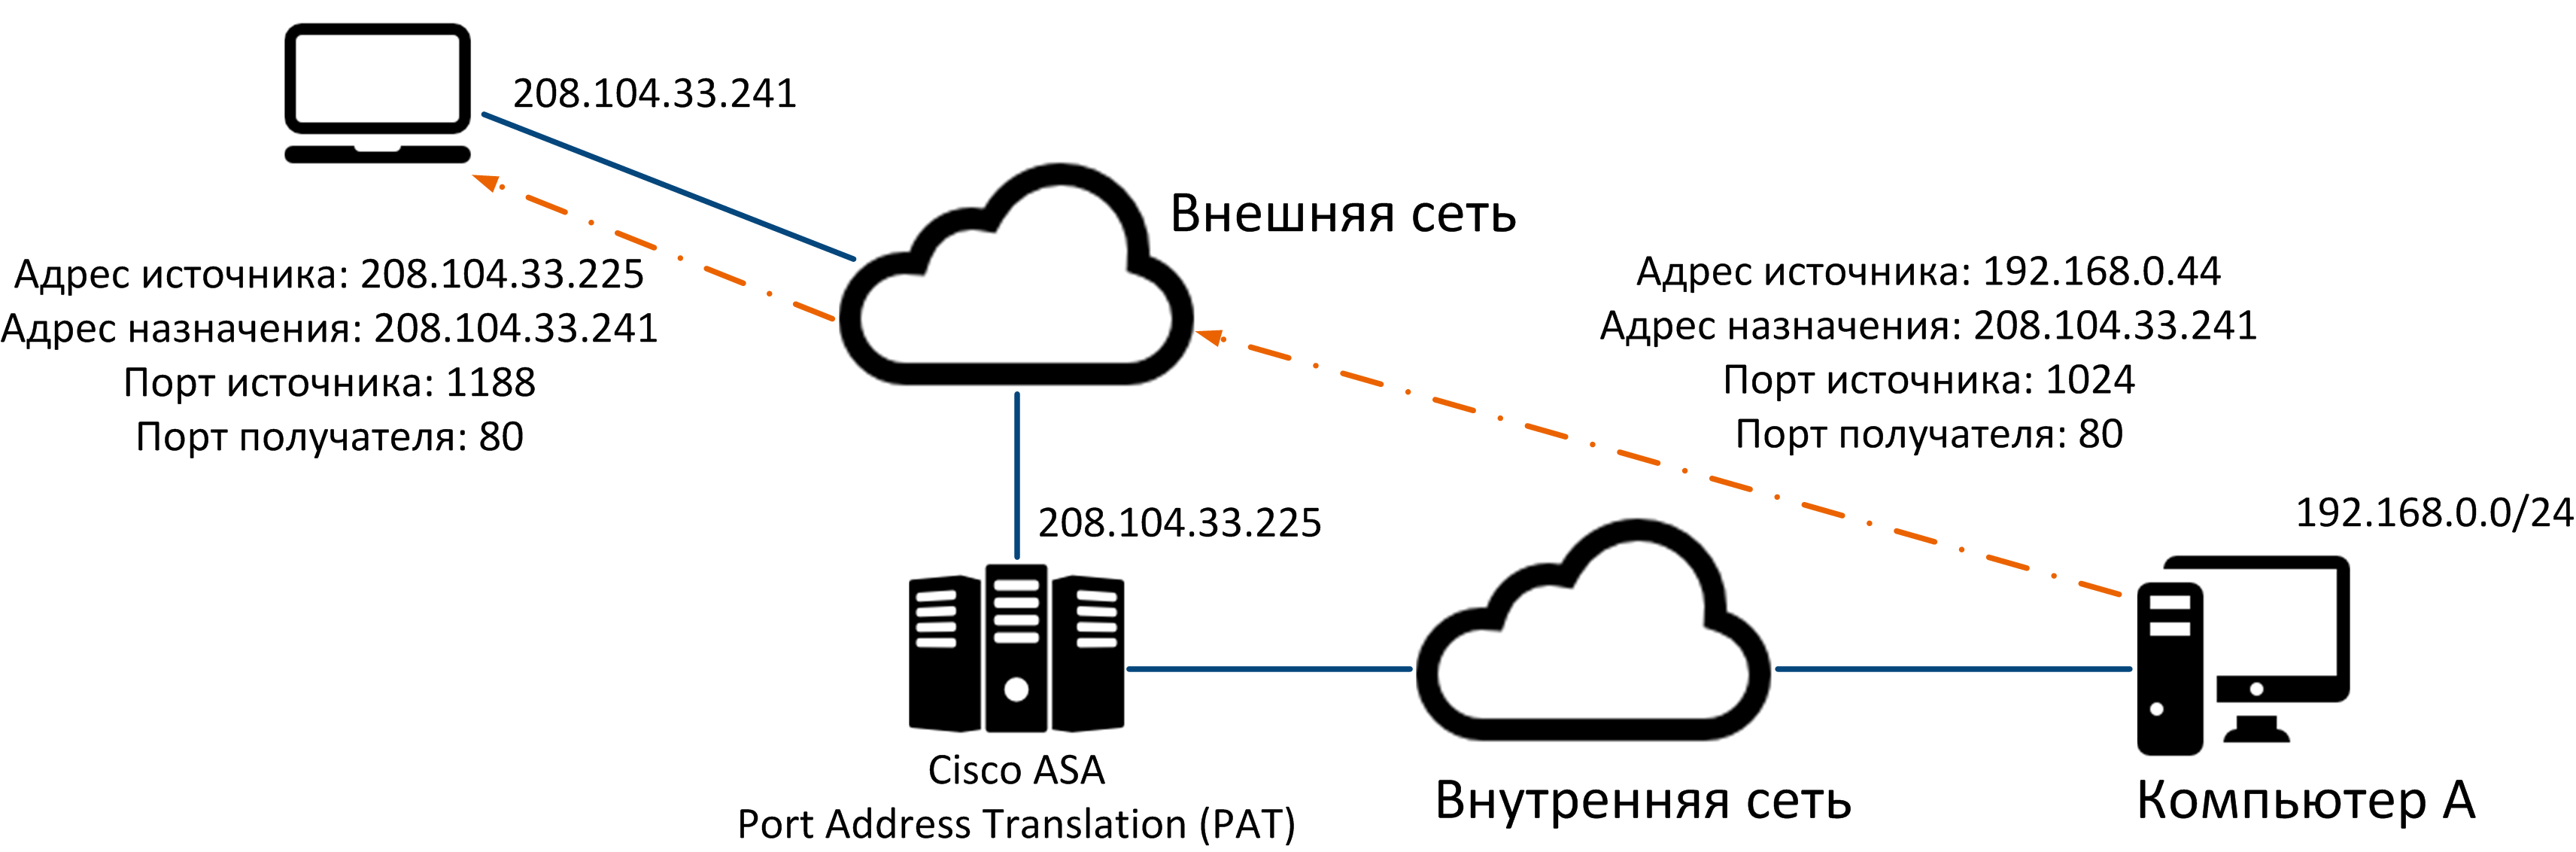 208.104.33.241
Внешняя сеть
Адрес источника: 208.104.33.225
Адрес назначения: 208.104.33.241
Порт источника: 1188
Порт получателя: 80
Адрес источника: 192.168.0.44
Адрес назначения: 208.104.33.241
Порт источника: 1024
Порт получателя: 80
208.104.33.225
192.168.0.0/24
Cisco ASA
Port Address Translation (PAT)
Внутренняя сеть
Компьютер А